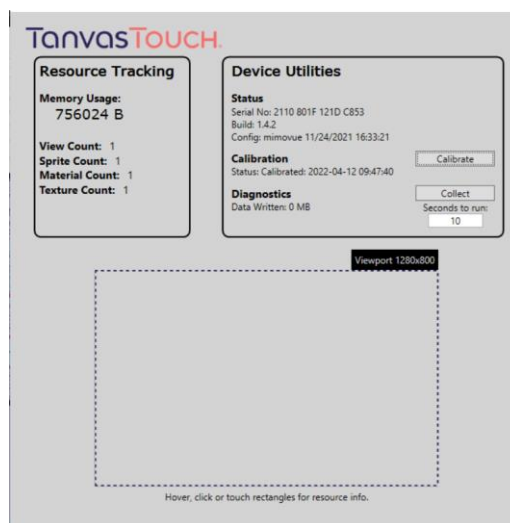 TanvasTOUCH.
Resource Tracking
Memory Usage:
756024 B
View Count: 1
Sprite Count: 1
Material Count: 1
Texture Count: 1
Device Utilities
Status
Serial No: 2110 801F 121D C853
Build: 1.4.2
Config: mimovue 11/24/2021 16:33:21
Calibration
Calibrate
Status: Calibrated: 2022-04-12 09:47:40
Diagnostics
Collect
Data Written: 0 MB
Seconds to run:
10
Viewport 1280x800
Hover, click or touch rectangles for resource info.